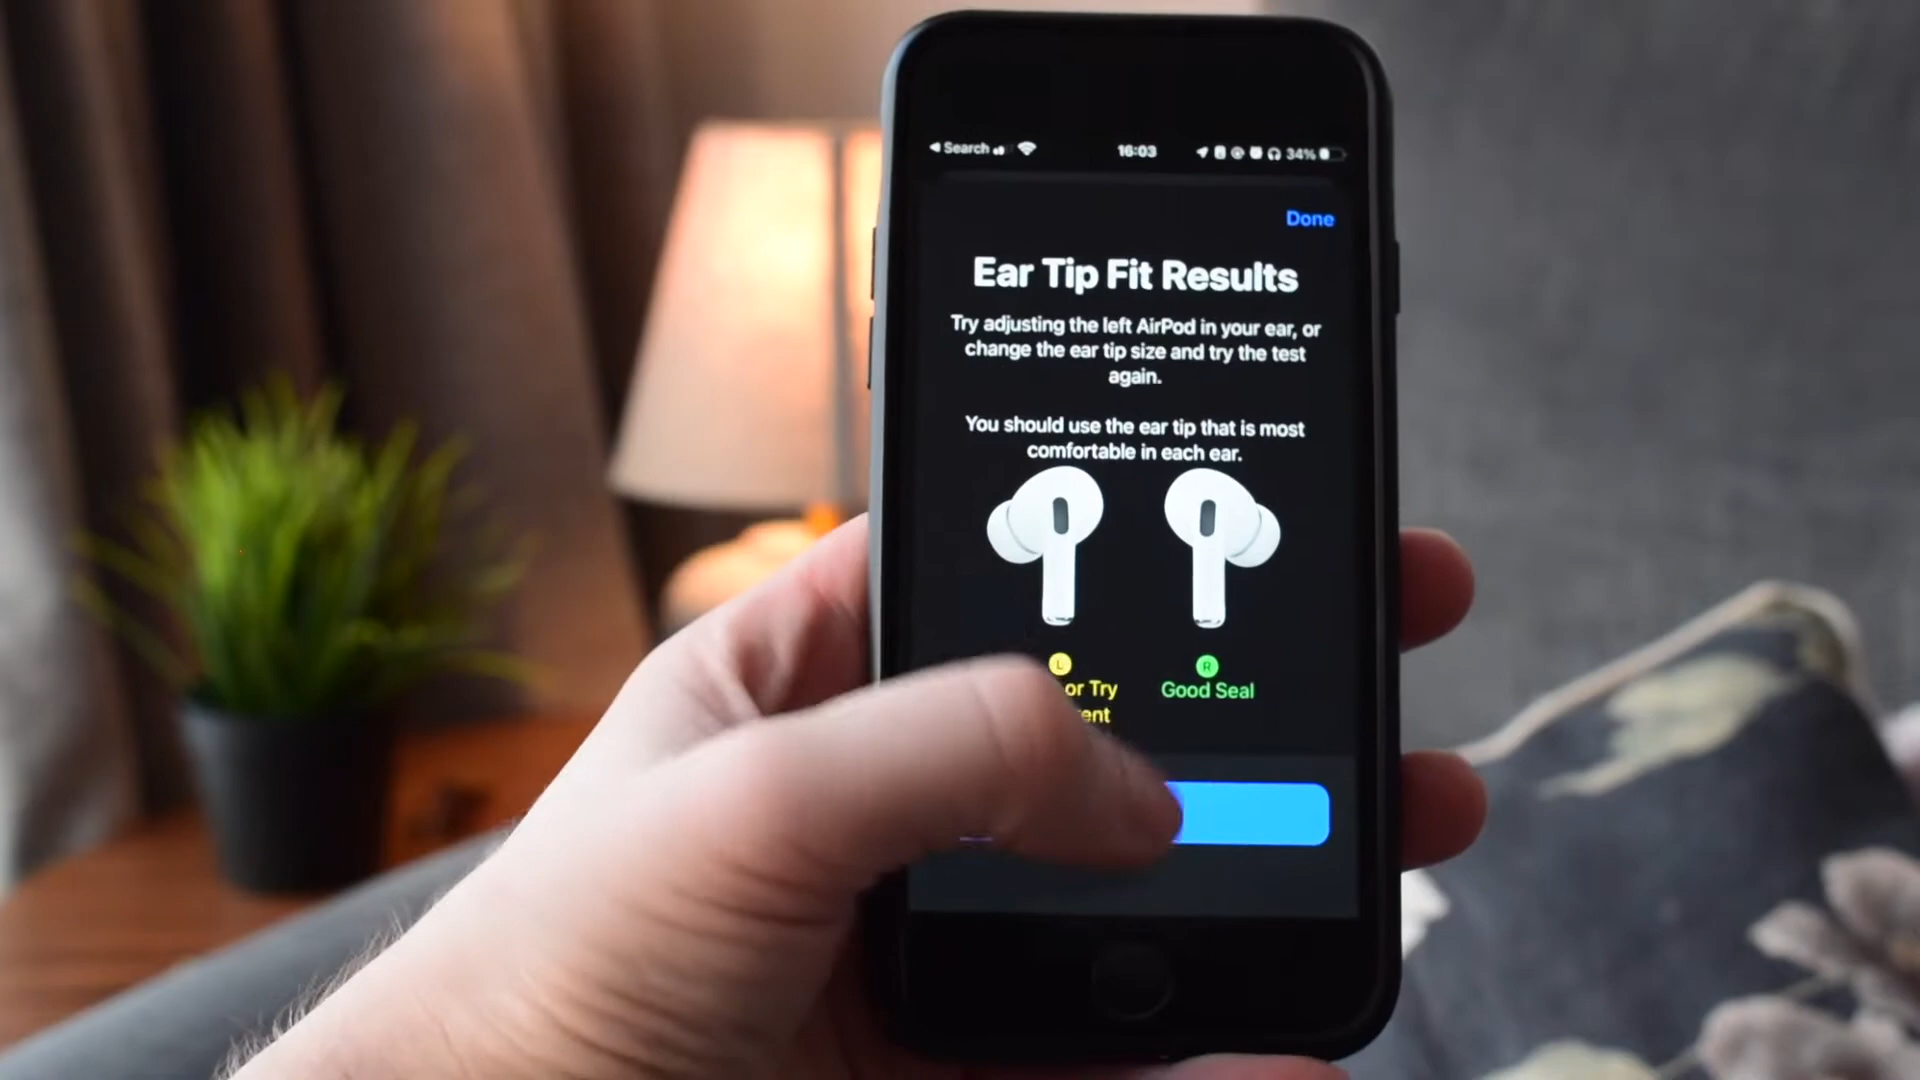 Search
16:03
34%
Done
Ear Tip Fit Results
Try adjusting the left AirPod in your ear, or
change the ear tip size and try the test
again.
You should use the ear tip that is most
comfortable in each ear.
L
R
or Try
Good Seal